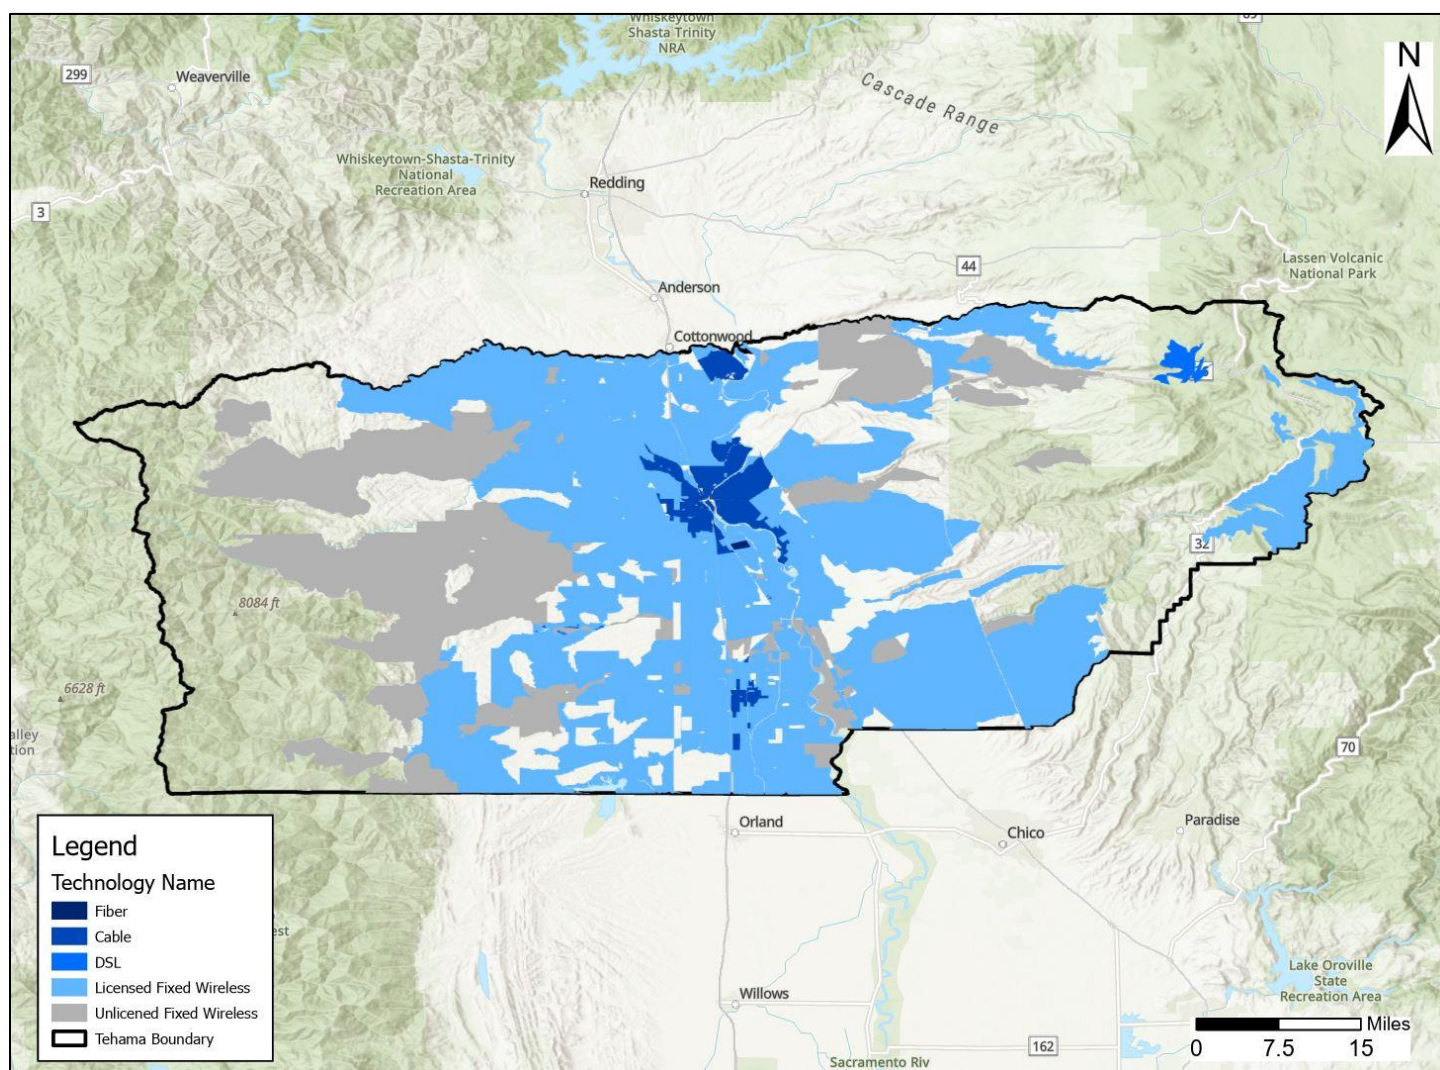 Whiskeytown
Shasta Trinity
NRA
89
N
299
Weaverville
Cascade Range
Whiskeytown-Shasta-Trinity
National
Recreation Area
Redding
3
Lassen Volcanic
National Park
44
Anderson
Cottonwood
32
8084 ft
6628 ft
alley
tion
70
Orland
Chico
Paradise
Legend
Technology Name
Fiber
Cable
DSL
Licensed Fixed Wireless
Unlicened Fixed Wireless
Tehama Boundary
est
Willows
Lake Oroville
State
Recreation Area
162
Miles
0 7.5 15
Sacramento Riv